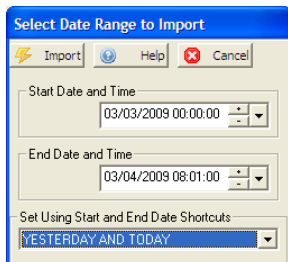 Select Date Range to Import
Import Help Cancel
Start Date and Time
03/03/2009 00:00:00
End Date and Time
03/04/2009 08:01:00
Set Using Start and End Date Shortcuts
YESTERDAY AND TODAY